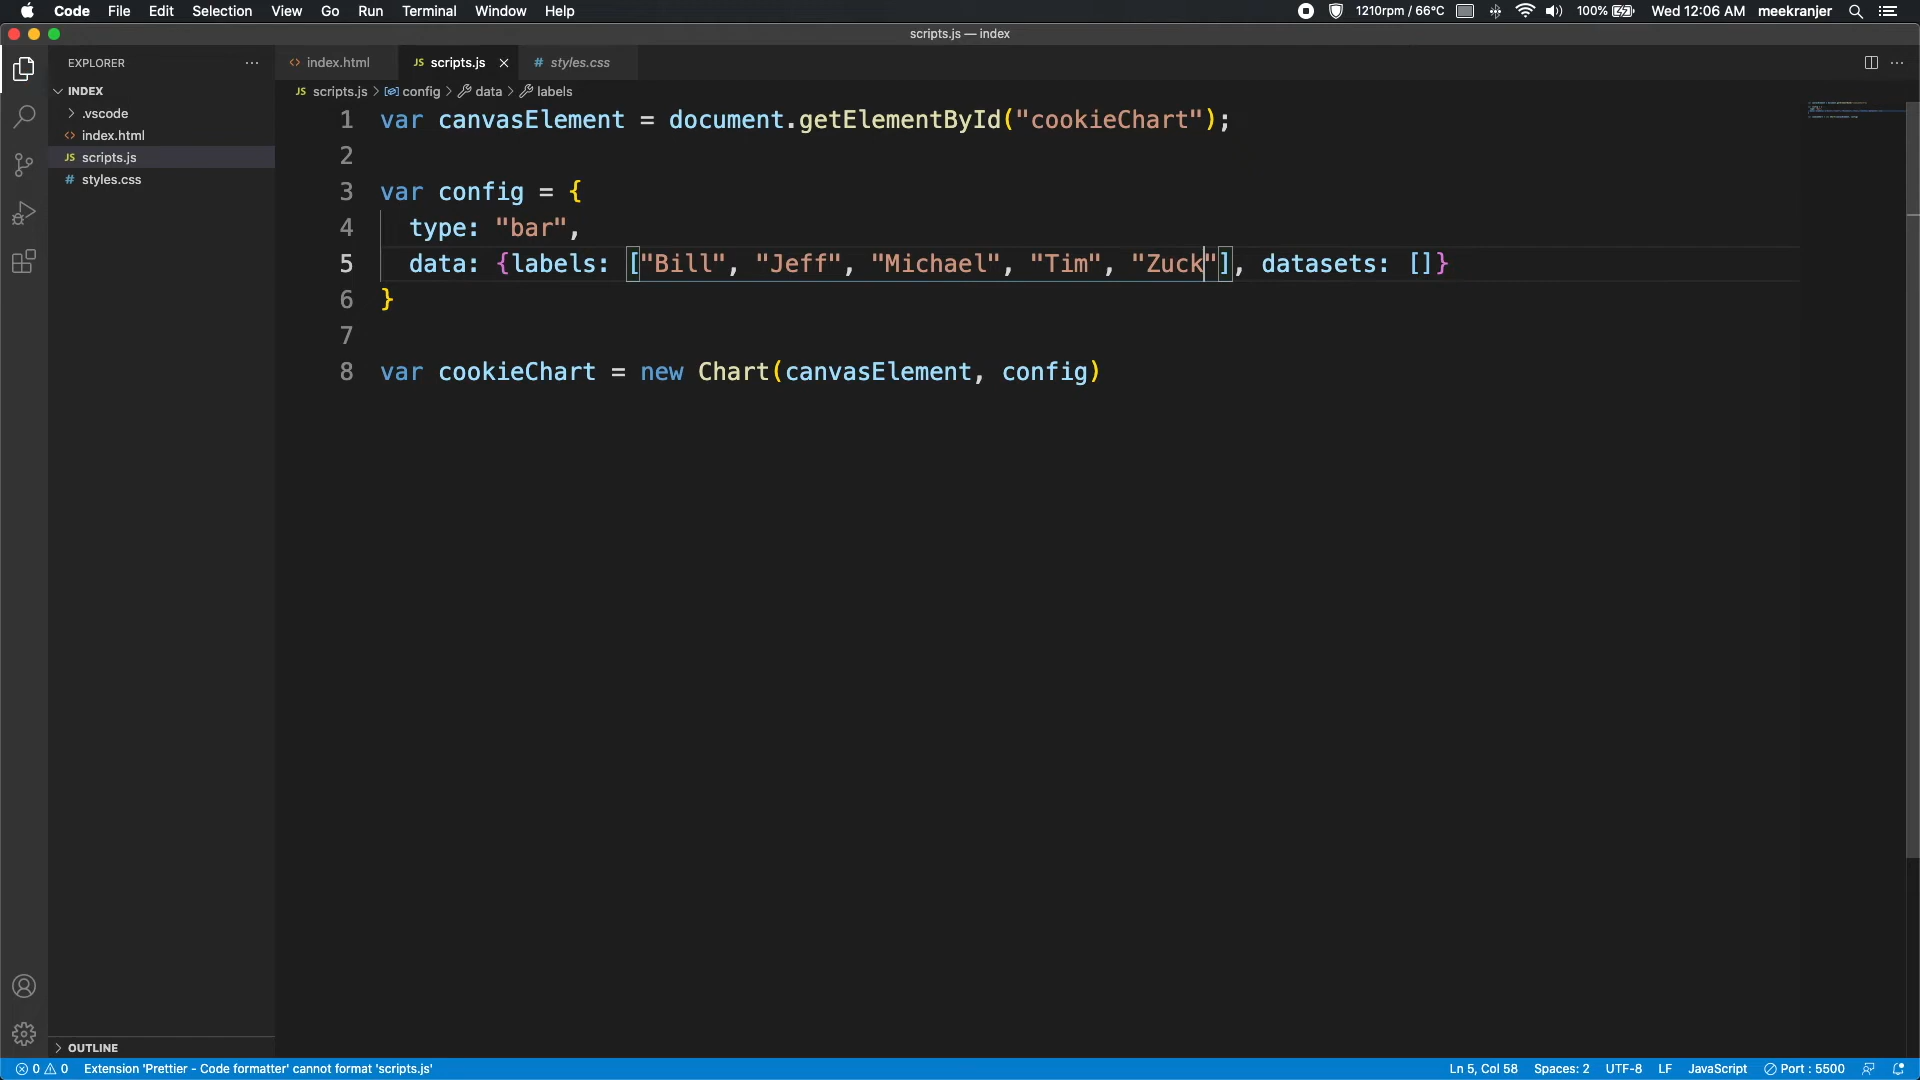 Code File Edit Selection View Go Run Terminal Window Help 1210rpm / 66°C 100% Wed 12:06 AM meekranjer
scripts.js — index
EXPLORER
index.html
JS scripts.js
# styles.css
INDEX
.vscode
index.html
JS scripts.js
# styles.css
JS scripts.js > config > data > labels
1 var canvasElement = document.getElementById("cookieChart");
2
3 var config = {
4 type: "bar",
5 data: {labels: ["Bill", "Jeff", "Michael", "Tim", "Zuck"], datasets: []}
6 }
7
8 var cookieChart = new Chart(canvasElement, config)
OUTLINE
0 0 Extension 'Prettier - Code formatter' cannot format 'scripts.js' Ln 5, Col 58 Spaces: 2 UTF-8 LF JavaScript Port : 5500